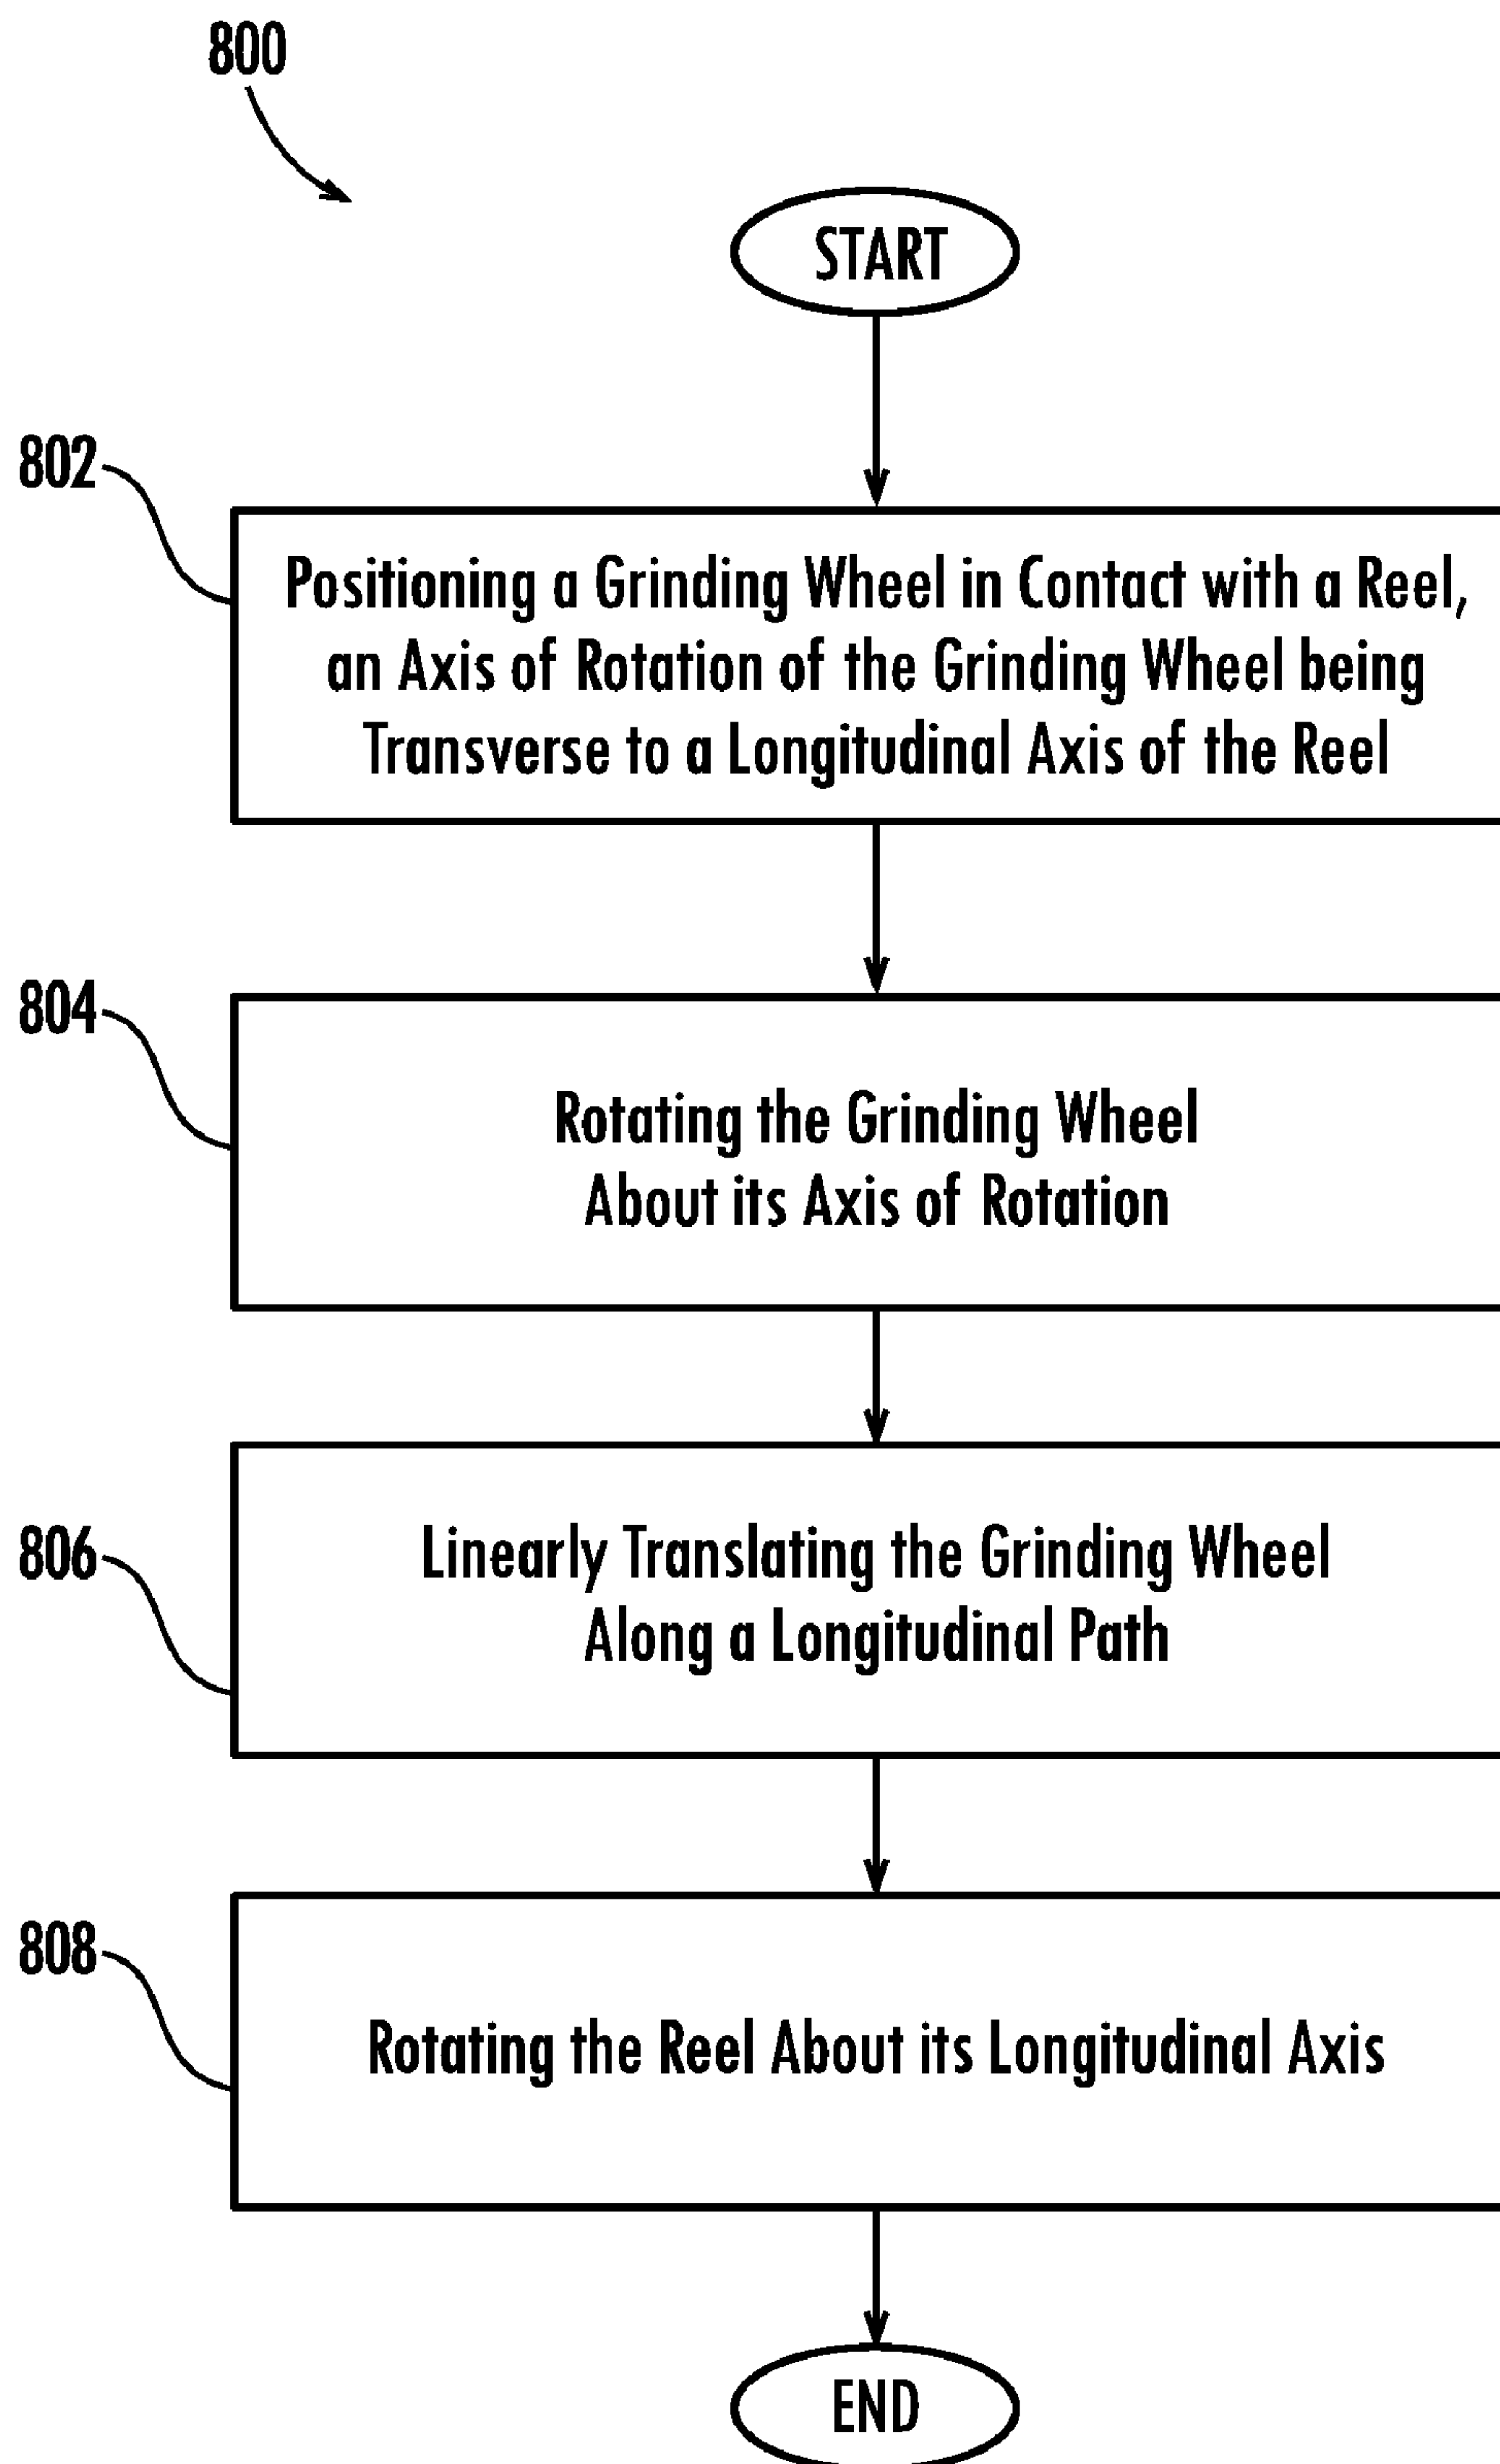 800
START
802
Positioning a Grinding Wheel in Contact with a Reel,
an Axis of Rotation of the Grinding Wheel being
Transverse to a Longitudinal Axis of the Reel
804
Rotating the Grinding Wheel
About its Axis of Rotation
806
Linearly Translating the Grinding Wheel
Along a Longitudinal Path
808
Rotating the Reel About its Longitudinal Axis
END